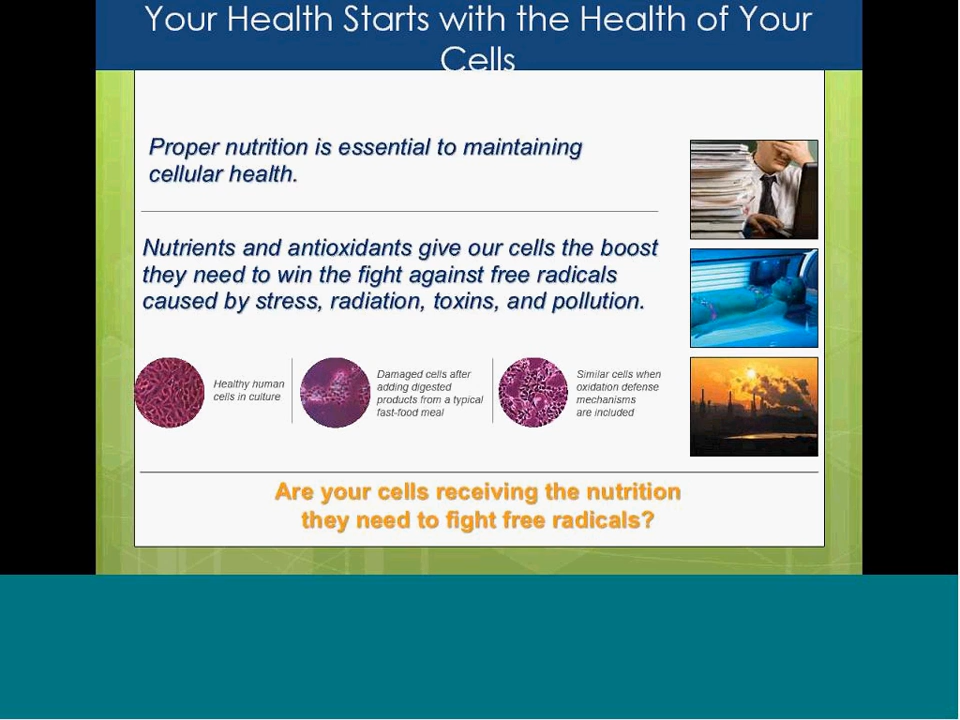 Your Health Starts with the Health of Your
Cells
Proper nutrition is essential to maintaining
cellular health.
Nutrients and antioxidants give our cells the boost
they need to win the fight against free radicals
caused by stress, radiation, toxins, and pollution.
Healthy human
cells in culture
Damaged cells after
adding digested
products from a typical
fast-food meal
Similar cells when
oxidation defense
mechanisms
are included
Are your cells receiving the nutrition
they need to fight free radicals?